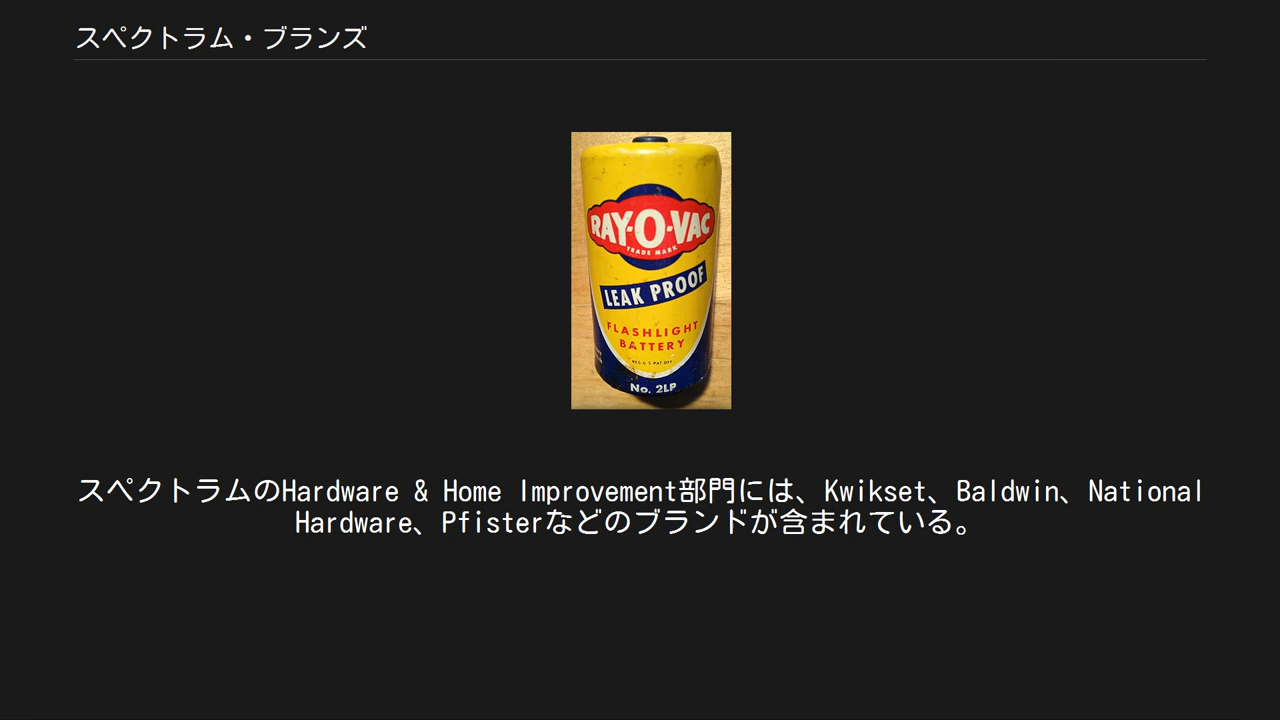 スペクトラム・ブランズ
RAY-O-VAC
TRADE MARK
LEAK PROOF
FLASHLIGHT
BATTERY
REG. U.S. PAT. OFF.
No. 2LP
スペクトラムのHardware & Home Improvement部門には、Kwikset、Baldwin、National
Hardware、Pfisterなどのブランドが含まれている。